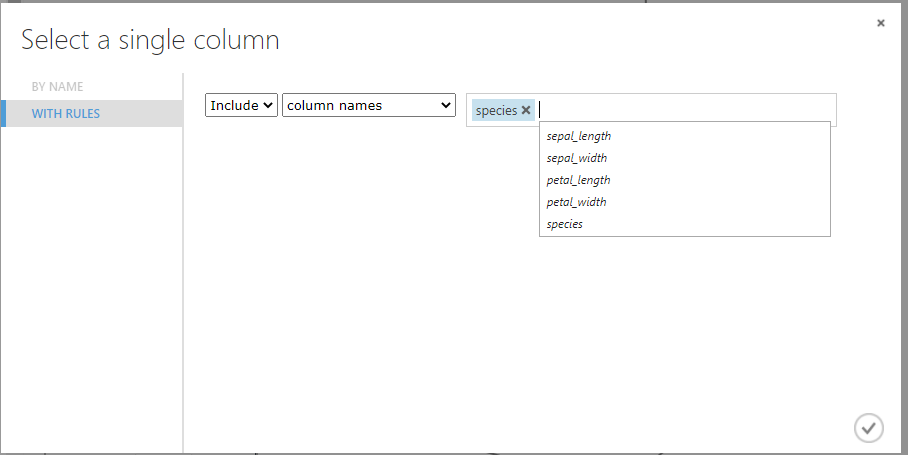 Select a single column
BY NAME
WITH RULES
Include column names species
sepal_length
sepal_width
petal_length
petal_width
species